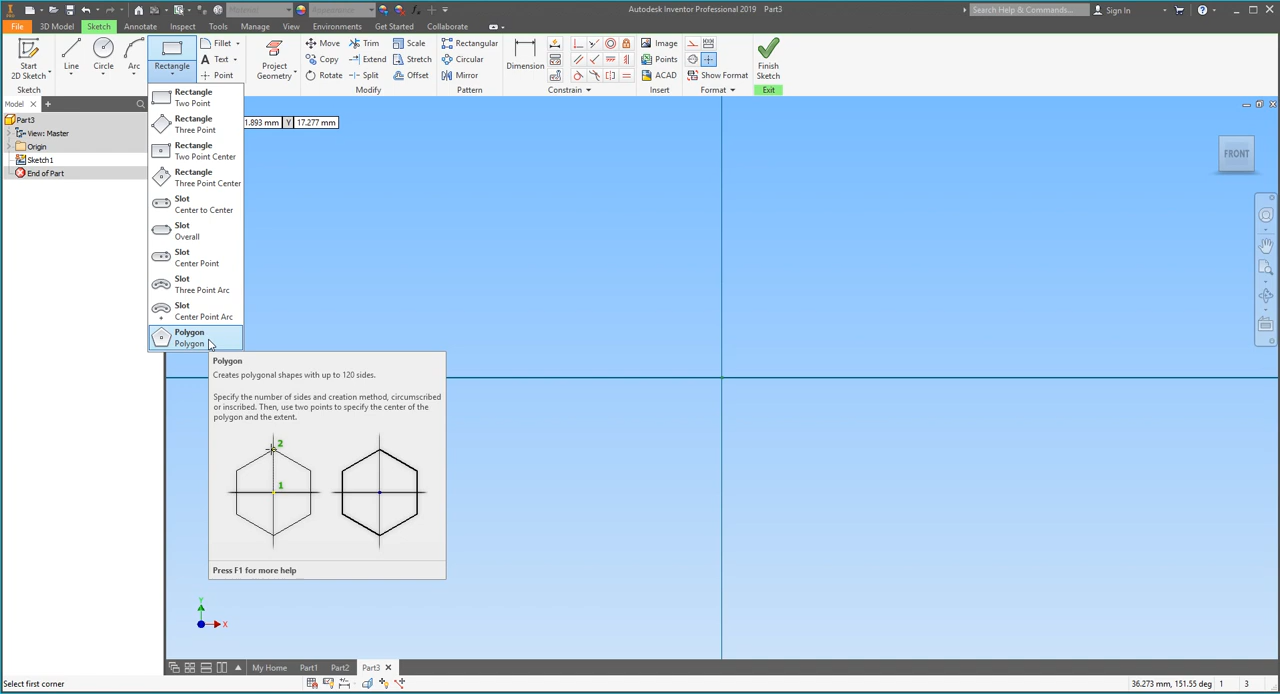 Material
Appearance
Autodesk Inventor Professional 2019 Part3
Search Help & Commands...
Sign In
File 3D Model Sketch Annotate Inspect Tools Manage View Environments Get Started Collaborate
Start
2D Sketch
Line
Circle
Arc
Rectangle
Fillet
Text
Point
Project
Geometry
Move
Copy
Rotate
Trim
Extend
Split
Scale
Stretch
Offset
Rectangular
Circular
Mirror
Dimension
Image
Points
ACAD
Show Format
Finish
Sketch
Sketch
Modify
Pattern
Constrain
Insert
Format
Exit
Model
Part3
View: Master
Origin
Sketch1
End of Part
Rectangle
Two Point
Rectangle
Three Point
Rectangle
Two Point Center
Rectangle
Three Point Center
Slot
Center to Center
Slot
Overall
Slot
Center Point
Slot
Three Point Arc
Slot
Center Point Arc
Polygon
Polygon
1.893 mm Y 17.277 mm
FRONT
Polygon
Creates polygonal shapes with up to 120 sides.
Specify the number of sides and creation method, circumscribed
or inscribed. Then, use two points to specify the center of the
polygon and the extent.
2
1
Press F1 for more help
Y
X
My Home Part1 Part2 Part3
Select first corner
36.273 mm, 151.55 deg 1 3